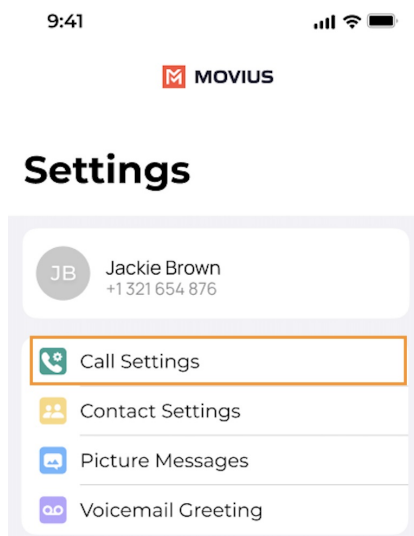 9:41
MOVIUS
Settings
JB
Jackie Brown
+1 321 654 876
Call Settings
Contact Settings
Picture Messages
Voicemail Greeting